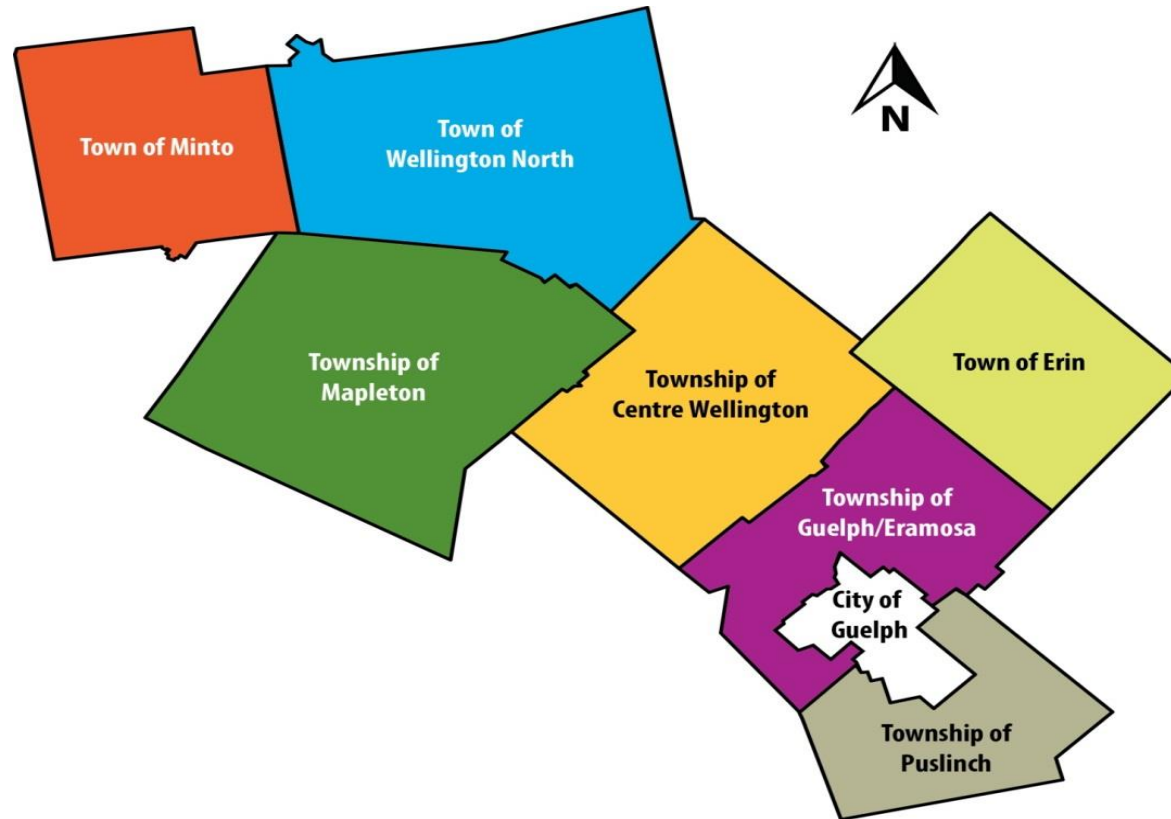 Town of Minto
Town of
Wellington North
N
Township of
Mapleton
Township of
Centre Wellington
Town of Erin
Township of
Guelph/Eramosa
City of
Guelph
Township of
Puslinch